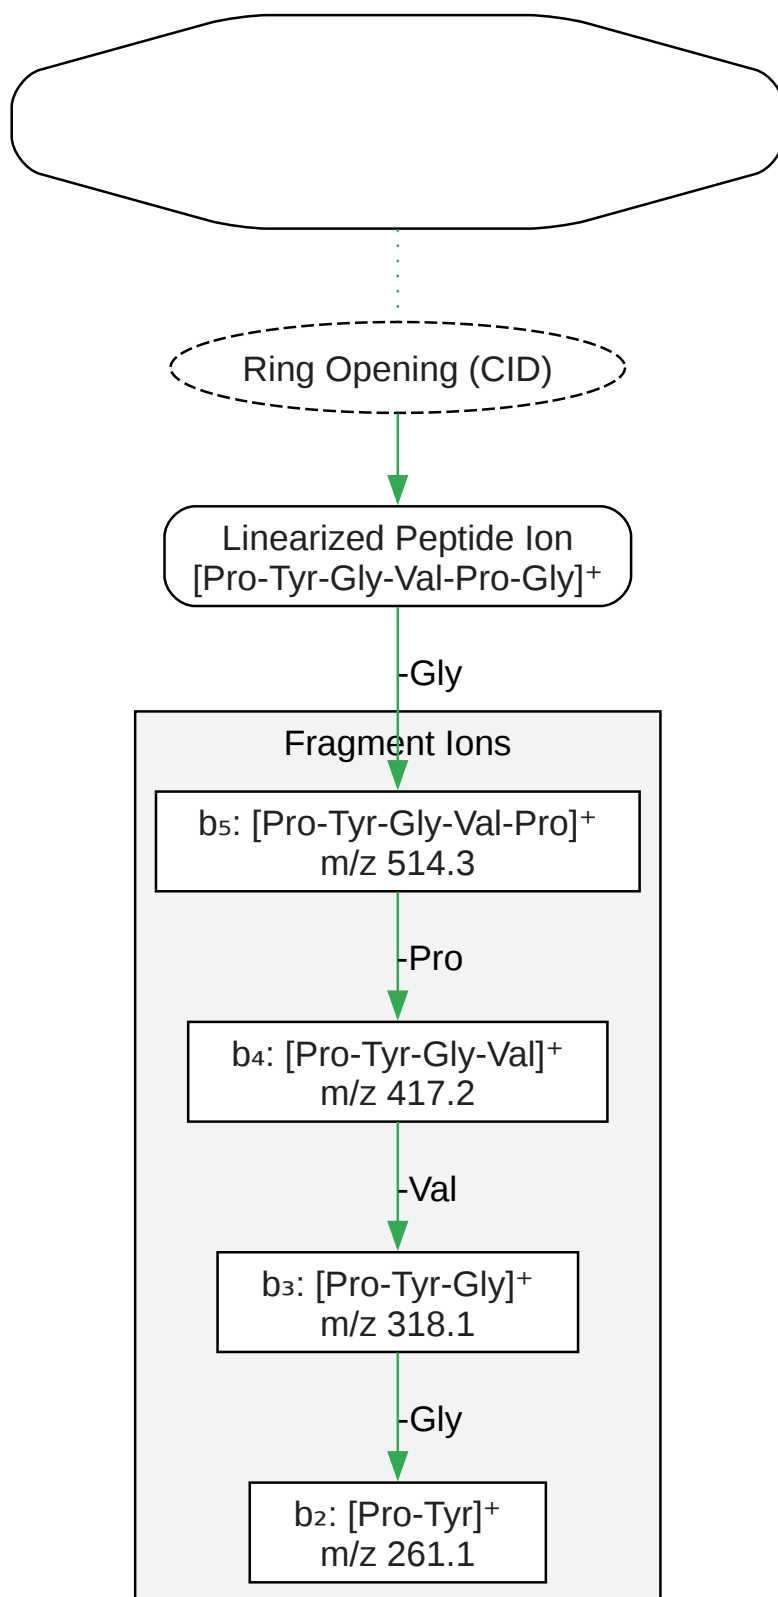 Ring Opening (CID)
Linearized Peptide Ion
[Pro-Tyr-Gly-Val-Pro-Gly]⁺
-Gly
Fragment Ions
b₅: [Pro-Tyr-Gly-Val-Pro]⁺
m/z 514.3
-Pro
b₄: [Pro-Tyr-Gly-Val]⁺
m/z 417.2
-Val
b₃: [Pro-Tyr-Gly]⁺
m/z 318.1
-Gly
b₂: [Pro-Tyr]⁺
m/z 261.1